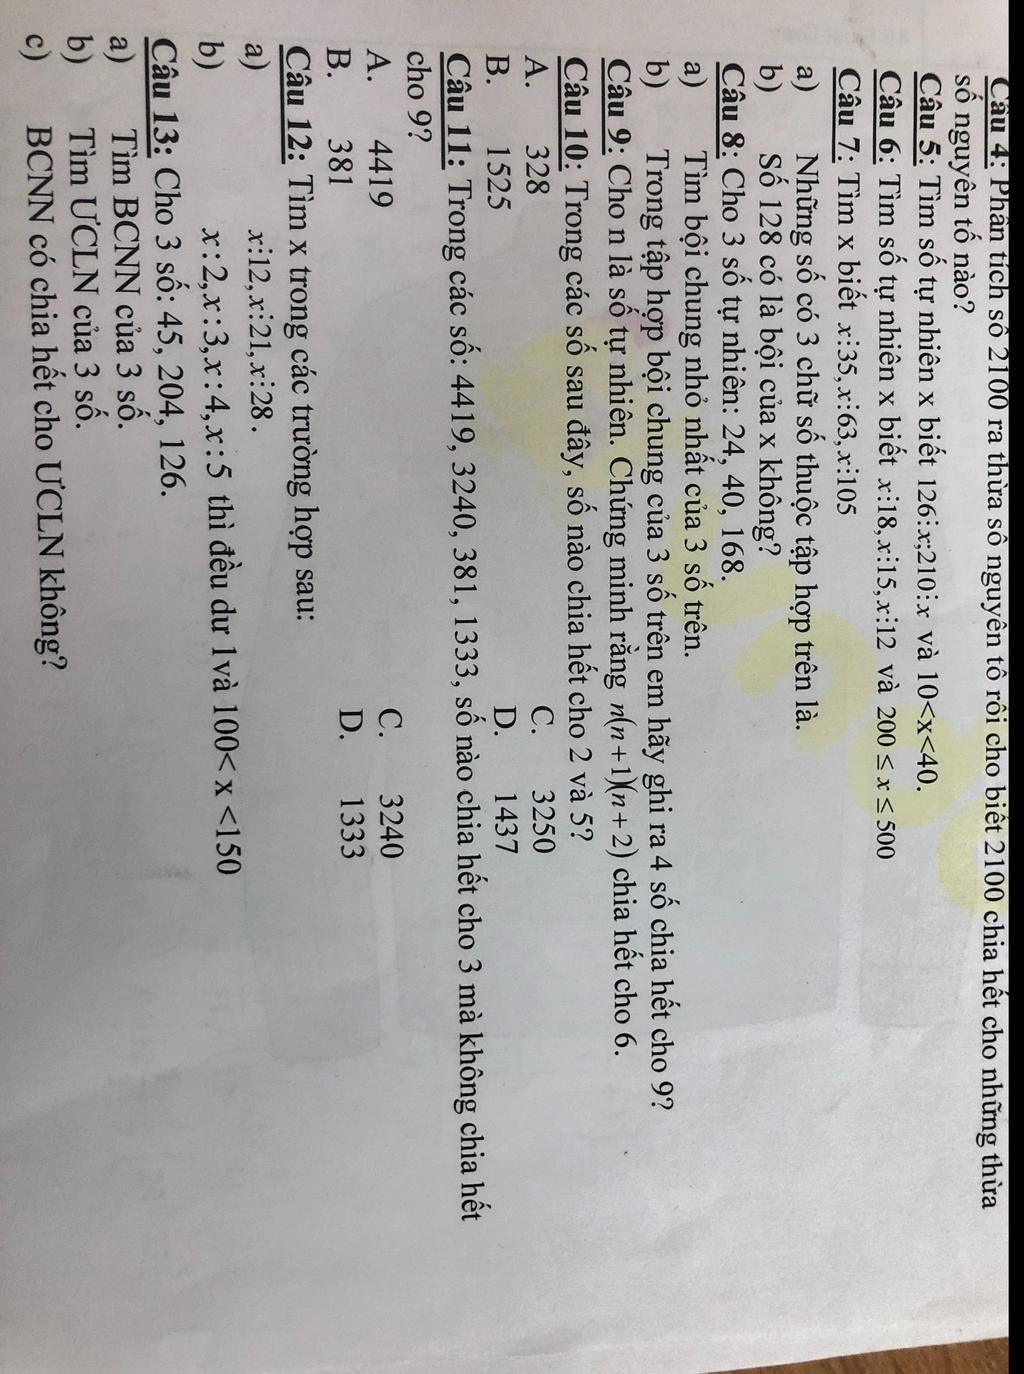 Câu 4: Phân tích số 2100 ra thừa số nguyên tố rồi cho biết 2100 chia hết cho những thừa
số nguyên tố nào?
Câu 5: Tìm số tự nhiên x biết 126⋮x;210⋮x và 10<x<40.
Câu 6: Tìm số tự nhiên x biết x⋮18,x⋮15,x⋮12 và 200 ≤ x ≤ 500
Câu 7: Tìm x biết x⋮35,x⋮63,x⋮105
a) Những số có 3 chữ số thuộc tập hợp trên là.
b) Số 128 có là bội của x không?
Câu 8: Cho 3 số tự nhiên: 24, 40, 168.
a) Tìm bội chung nhỏ nhất của 3 số trên.
b) Trong tập hợp bội chung của 3 số trên em hãy ghi ra 4 số chia hết cho 9?
Câu 9: Cho n là số tự nhiên. Chứng minh rằng n(n+1)(n+2) chia hết cho 6.
Câu 10: Trong các số sau đây, số nào chia hết cho 2 và 5?
A. 328 C. 3250
B. 1525 D. 1437
Câu 11: Trong các số: 4419, 3240, 381, 1333, số nào chia hết cho 3 mà không chia hết
cho 9?
A. 4419 C. 3240
B. 381 D. 1333
Câu 12: Tìm x trong các trường hợp sau:
a) x⋮12,x⋮21,x⋮28.
b) x:2,x:3,x:4,x:5 thì đều dư 1và 100< x <150
Câu 13: Cho 3 số: 45, 204, 126.
a) Tìm BCNN của 3 số.
b) Tìm ƯCLN của 3 số.
c) BCNN có chia hết cho ƯCLN không?